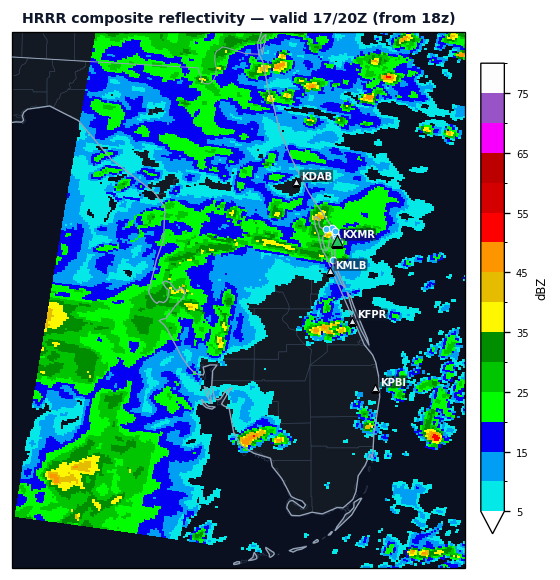 HRRR composite reflectivity — valid 17/20Z (from 18z)
KDAB
KXMR
KMLB
KFPR
KPBI
75
65
55
45
35
25
15
5
dBZ